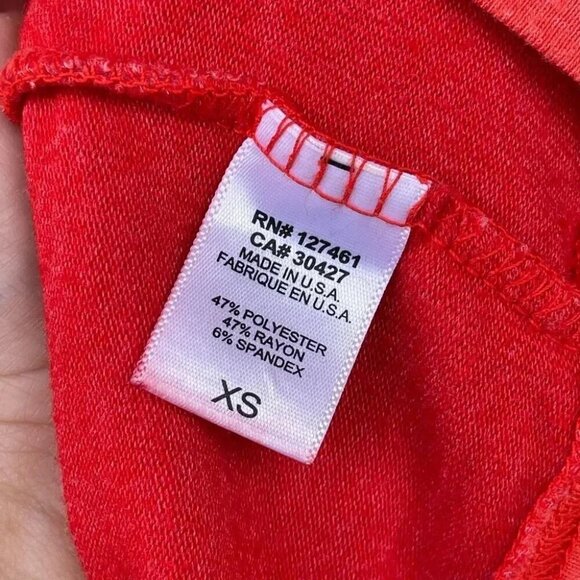 RN# 127461
CA# 30427
MADE IN U.S.A.
FABRIQUE EN U.S.A.
47% POLYESTER
47% RAYON
6% SPANDEX
XS